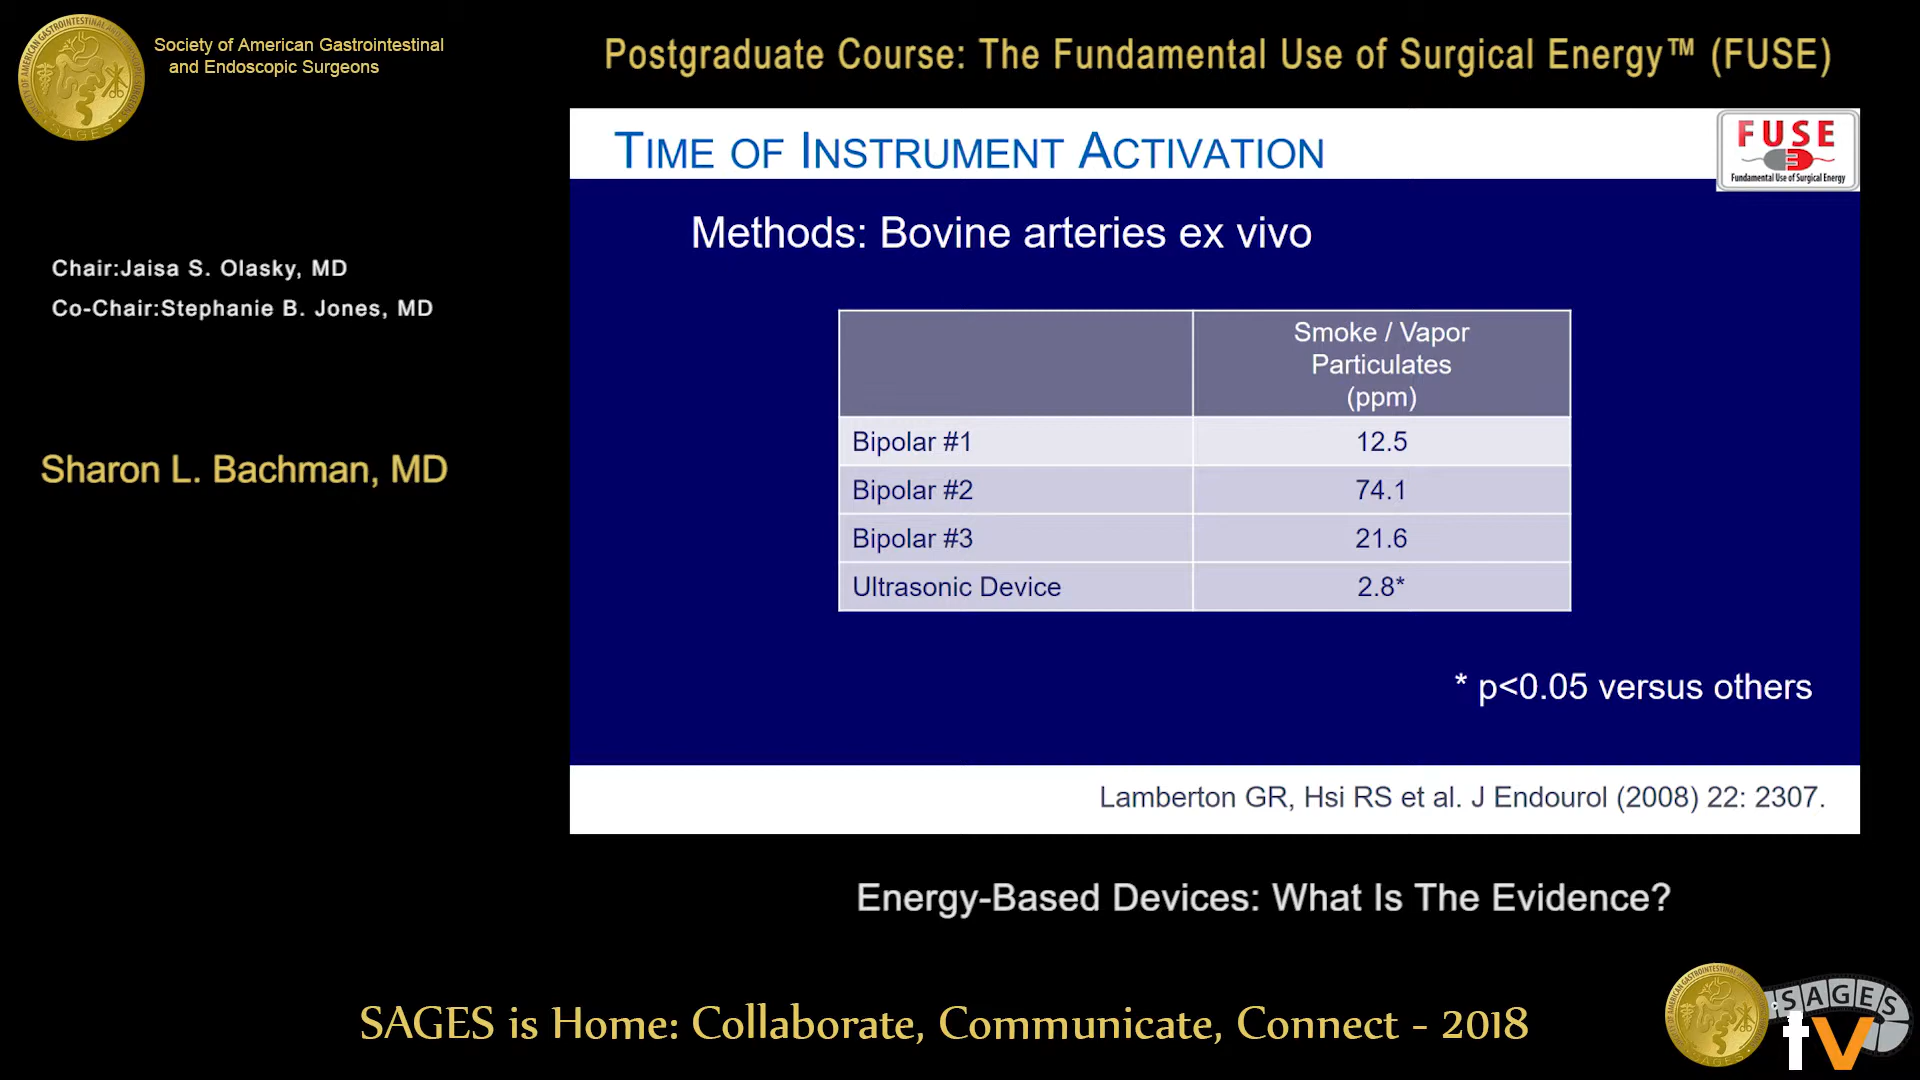 Society of American Gastrointestinal
and Endoscopic Surgeons
Postgraduate Course: The Fundamental Use of Surgical Energy™ (FUSE)
TIME OF INSTRUMENT ACTIVATION
FUSE
Fundamental Use of Surgical Energy
Methods: Bovine arteries ex vivo
Chair:Jaisa S. Olasky, MD
Co-Chair:Stephanie B. Jones, MD
Sharon L. Bachman, MD
Smoke / Vapor
Particulates
(ppm)
Bipolar #1 12.5
Bipolar #2 74.1
Bipolar #3 21.6
Ultrasonic Device 2.8*
* p<0.05 versus others
Lamberton GR, Hsi RS et al. J Endourol (2008) 22: 2307.
Energy-Based Devices: What Is The Evidence?
SAGES is Home: Collaborate, Communicate, Connect - 2018
SAGES
tv